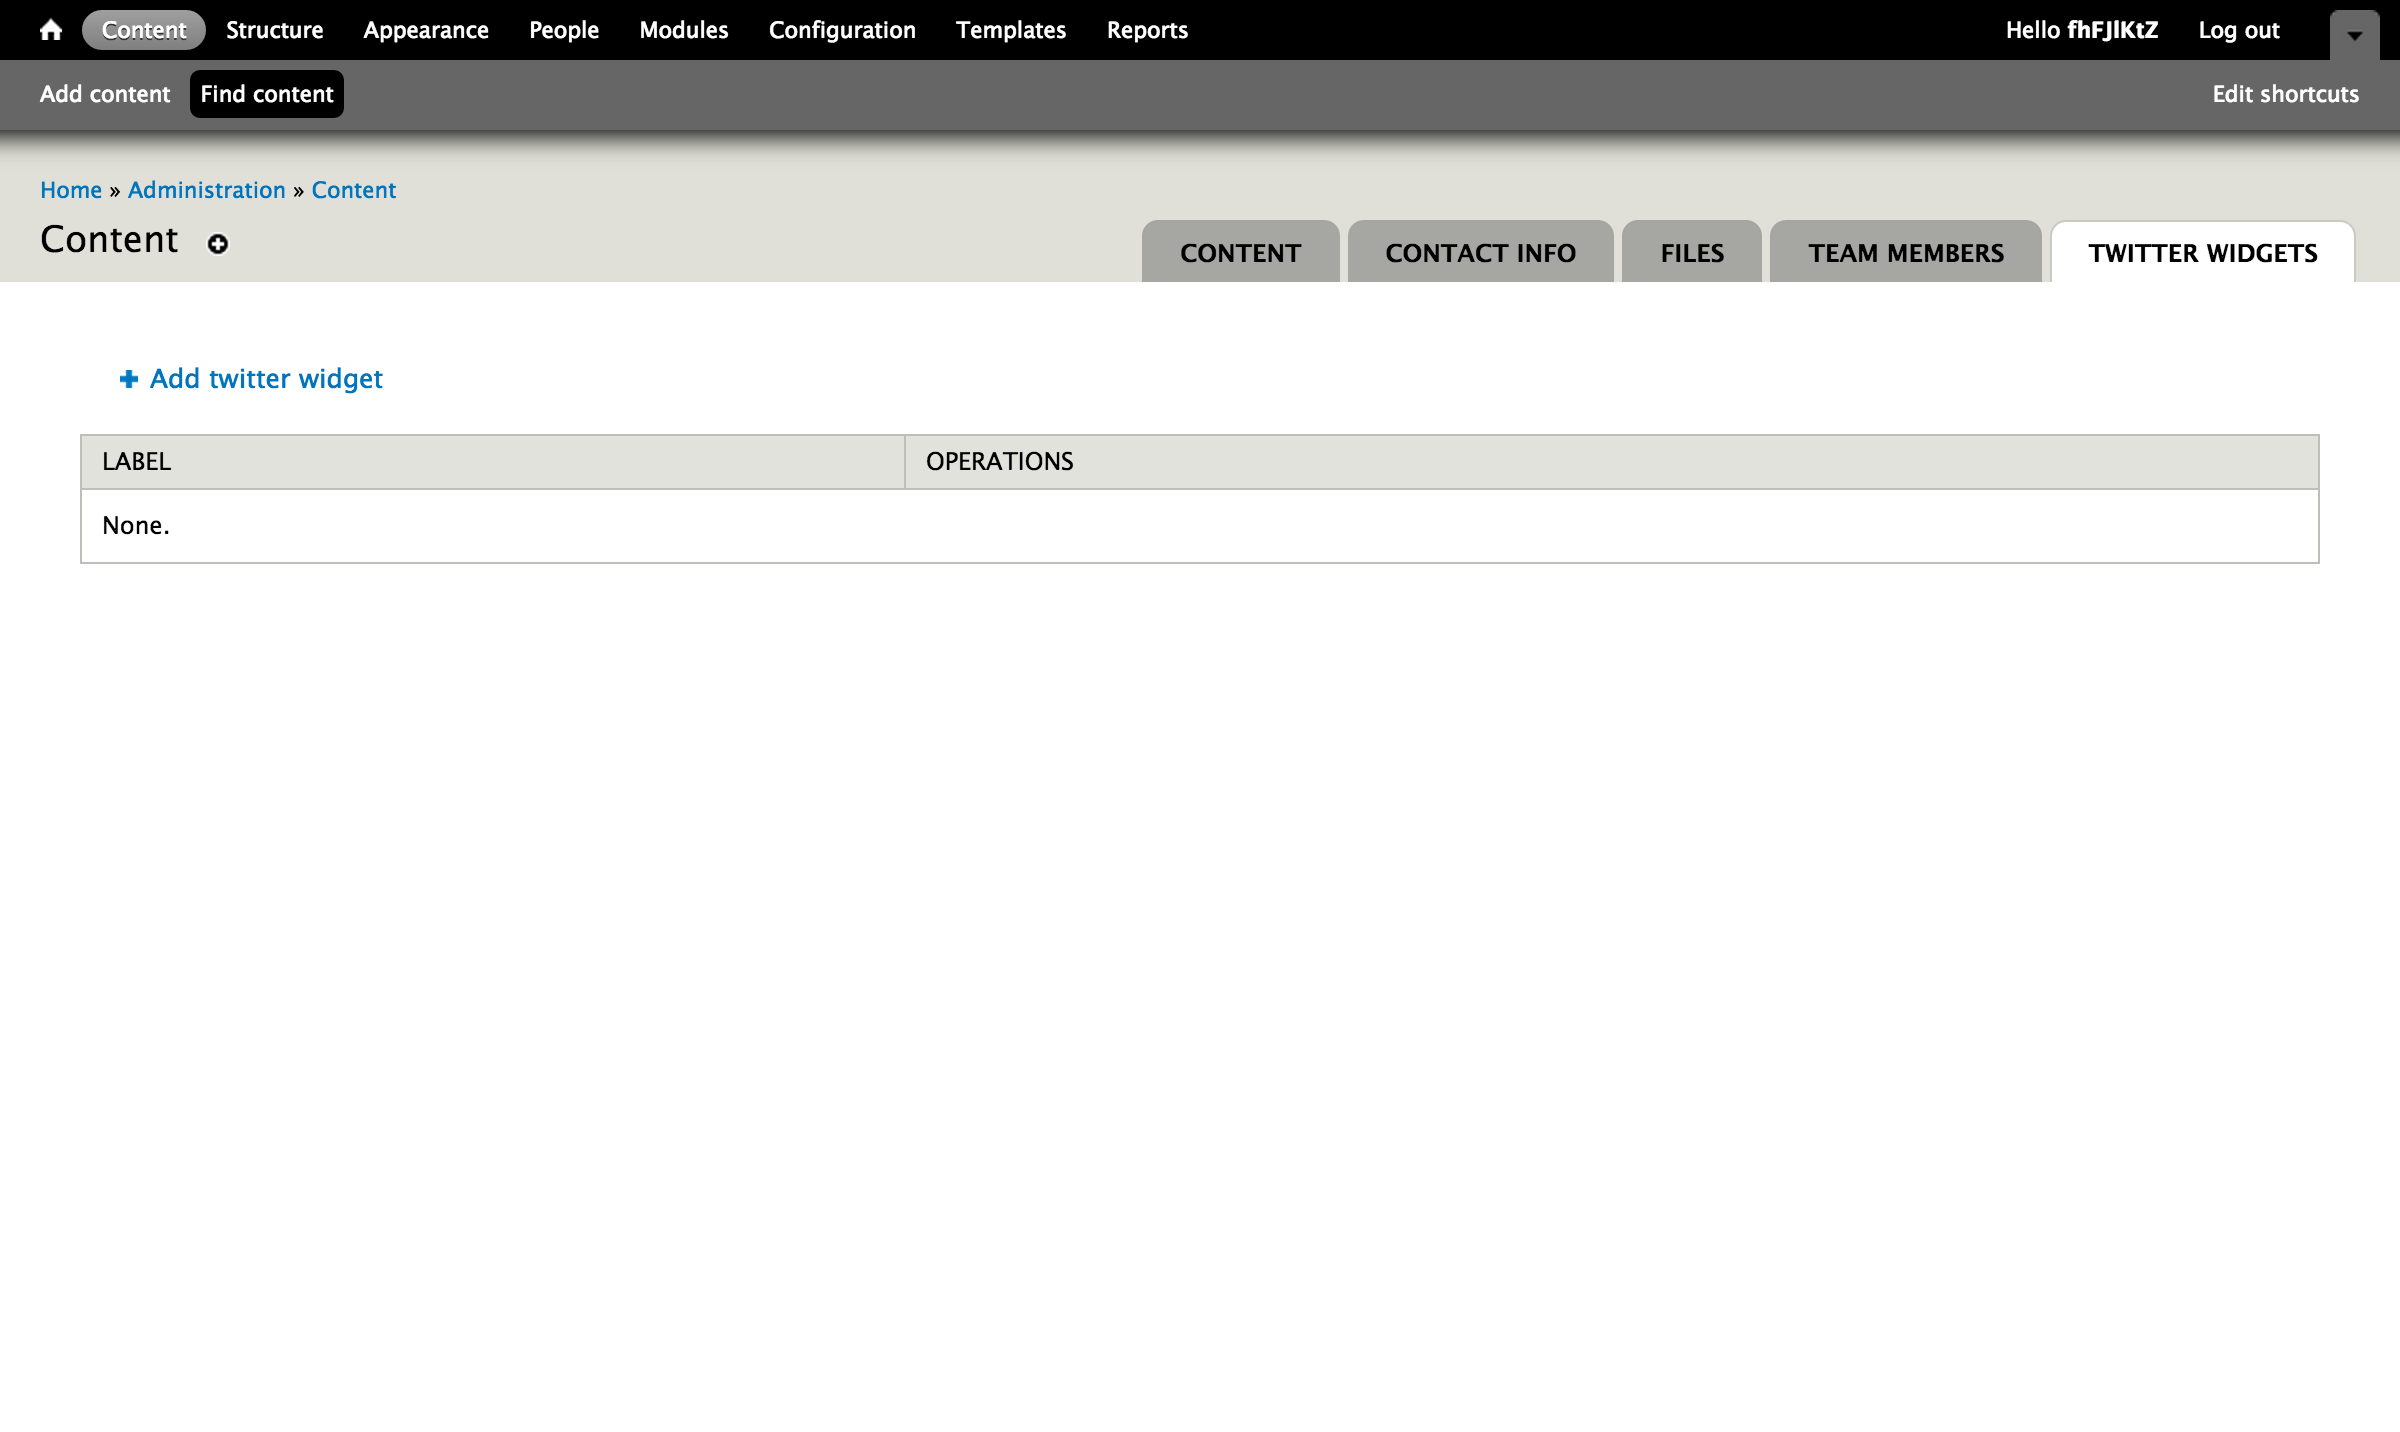 Content Structure Appearance People Modules Configuration Templates Reports Hello fhFJlKtZ Log out
Add content Find content Edit shortcuts
Home » Administration » Content
Content CONTENT CONTACT INFO FILES TEAM MEMBERS TWITTER WIDGETS
Add twitter widget
LABEL OPERATIONS
None.